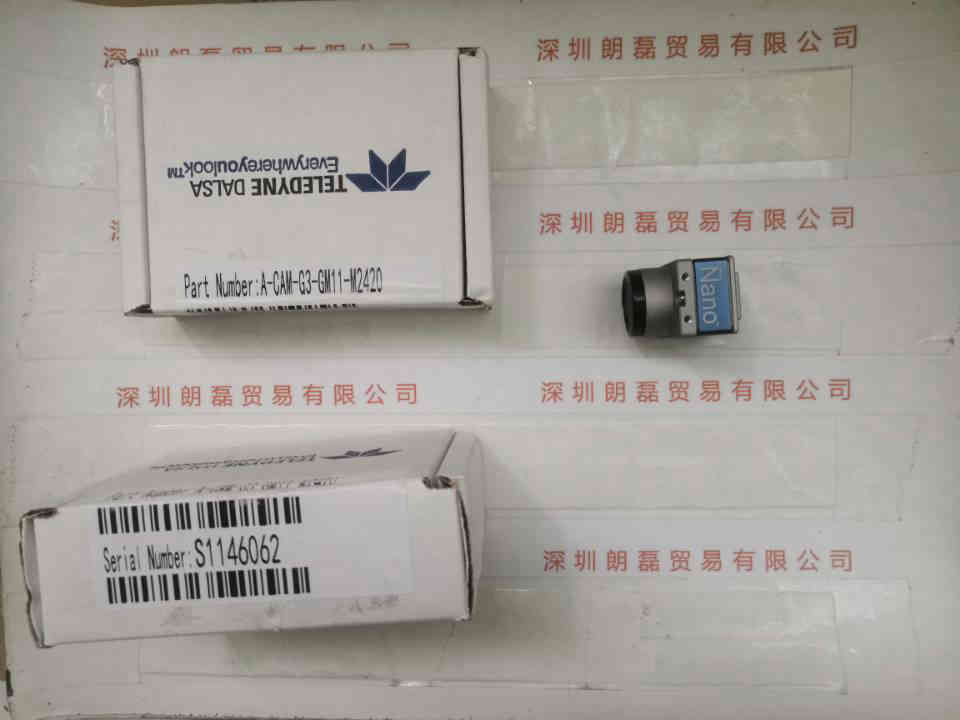 深圳朗磊贸易有限公司
深圳朗磊贸易有限公司
TELEDYNE DALSA
Everywhereyoulook™
Part Number:A-CAM-G3-GM11-M2420
深圳朗磊贸易有限公司
Nano
深圳朗磊贸易有限公司
深圳朗磊贸易有限公司
Serial Number:S1146062
深圳朗磊贸易有限公司